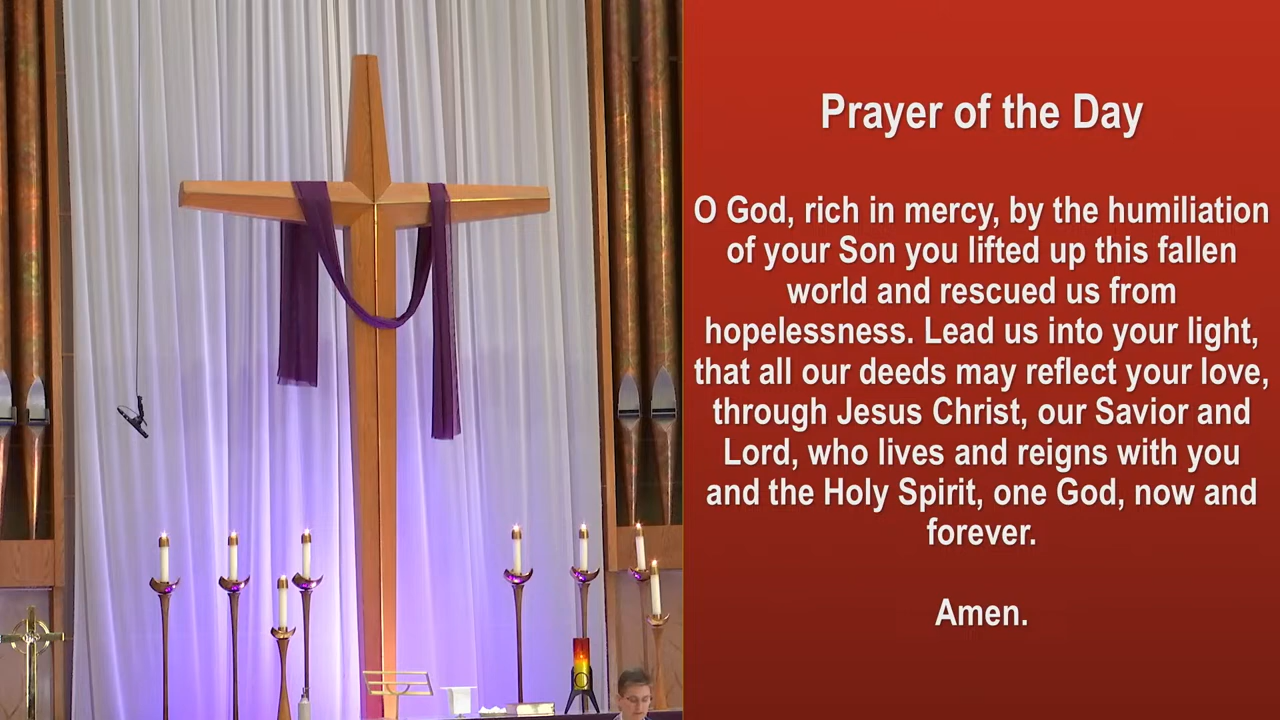 Prayer of the Day
O God, rich in mercy, by the humiliation
of your Son you lifted up this fallen
world and rescued us from
hopelessness. Lead us into your light,
that all our deeds may reflect your love,
through Jesus Christ, our Savior and
Lord, who lives and reigns with you
and the Holy Spirit, one God, now and
forever.
Amen.